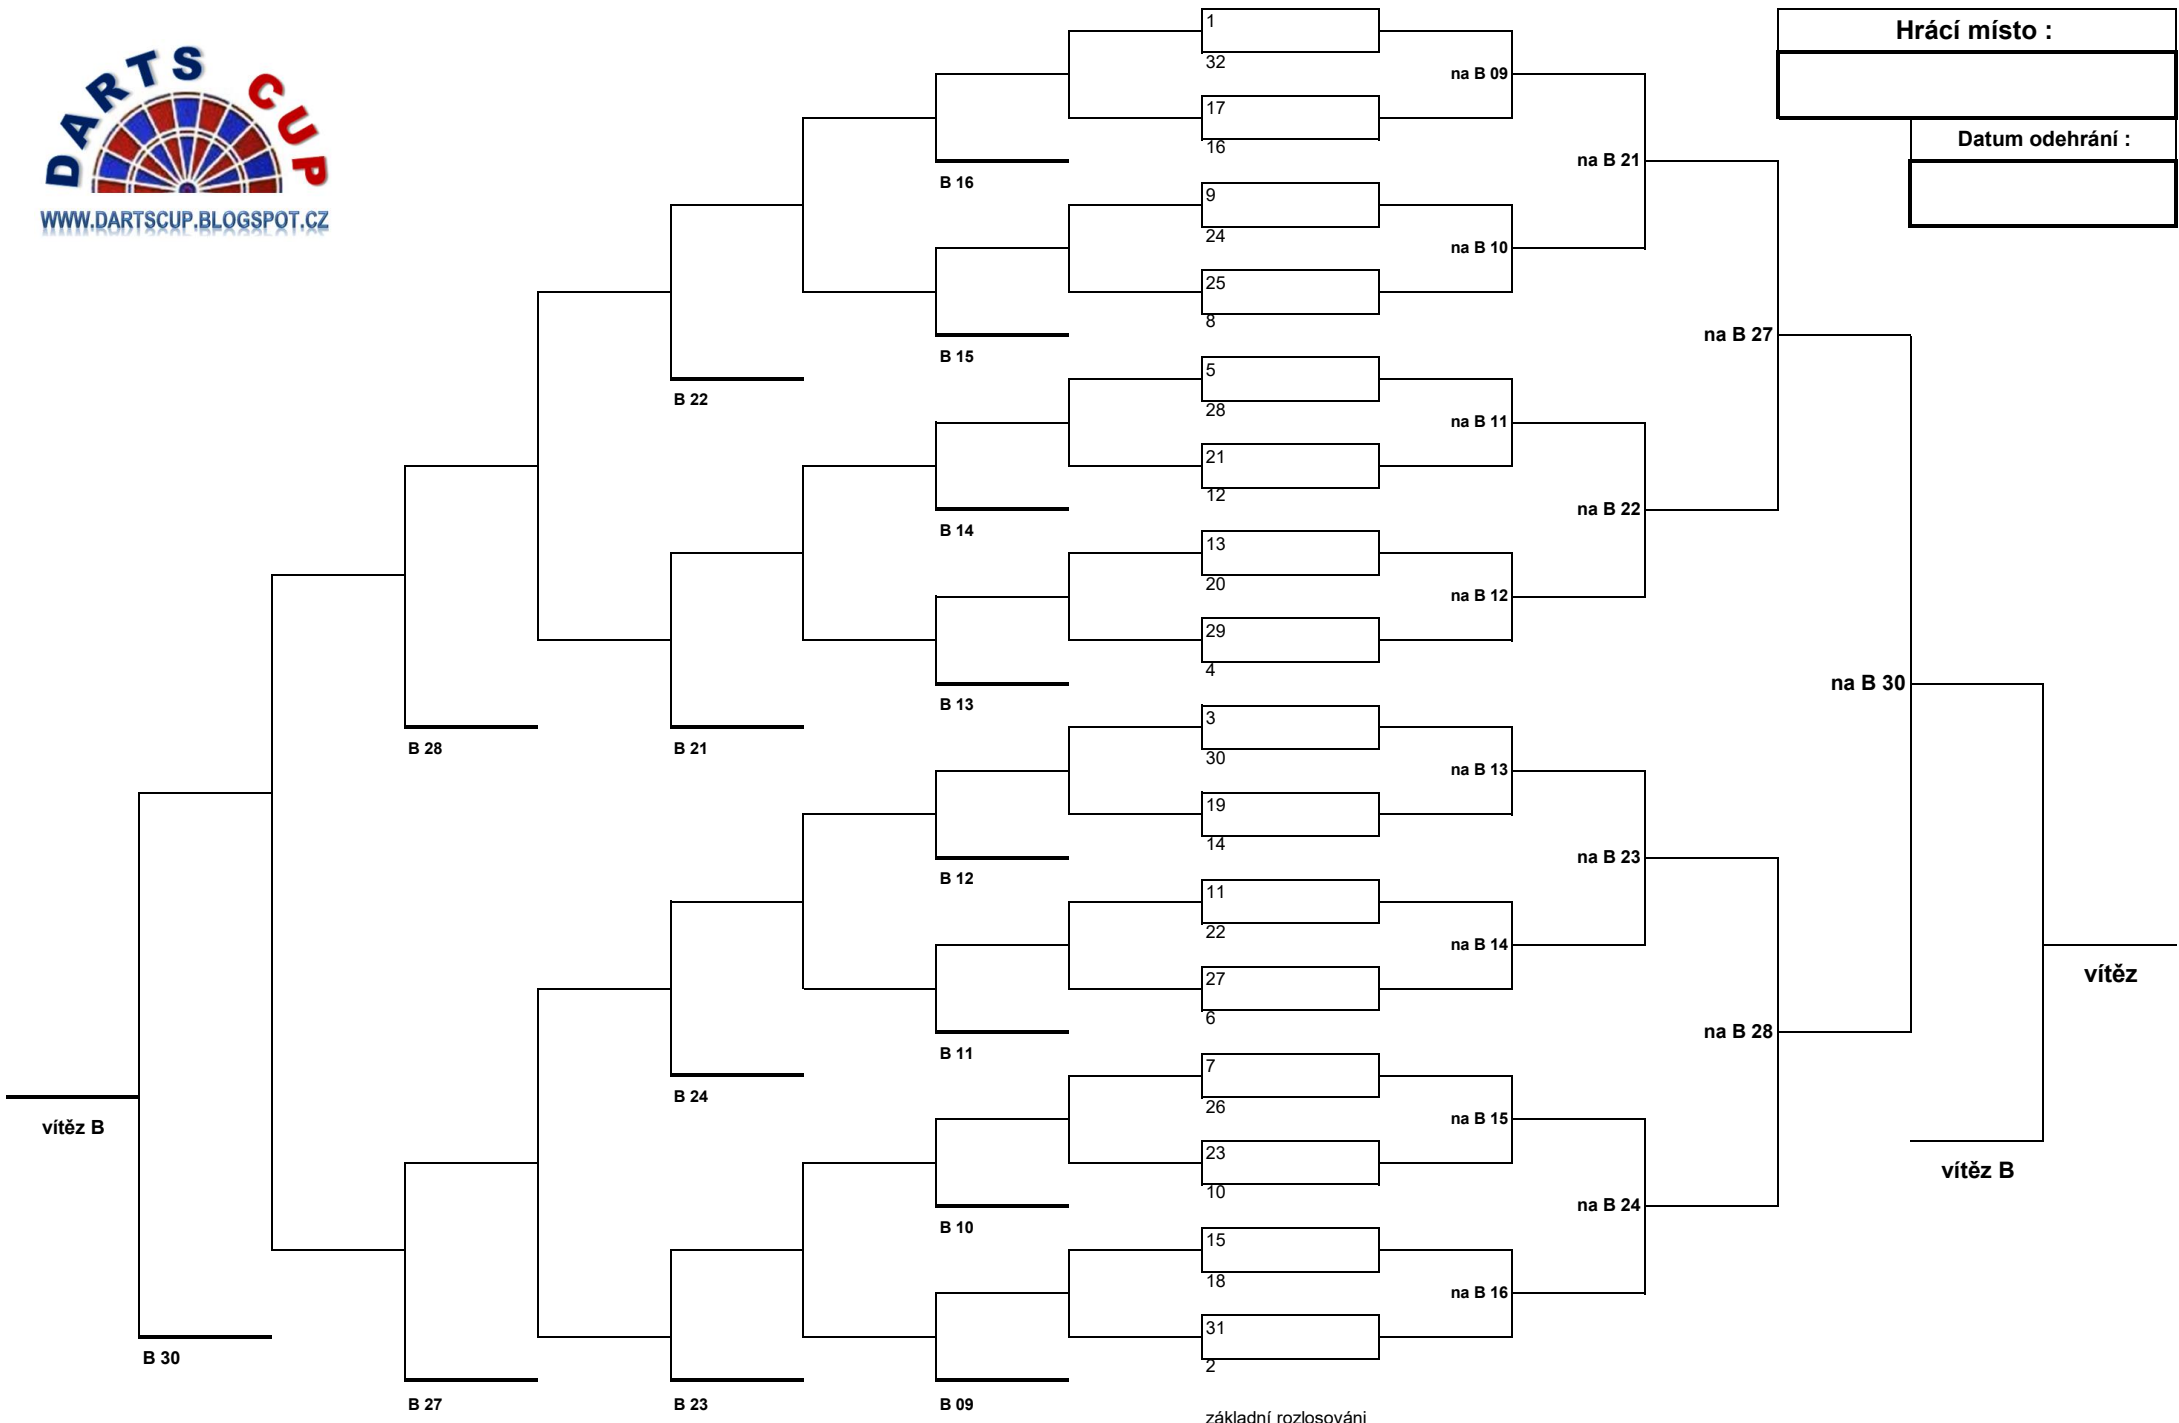 DARTS CUP
WWW.DARTSCUP.BLOGSPOT.CZ
Hrácí místo :
Datum odehrání :
1
32
na B 09
17
16
na B 21
B 16
9
24
na B 10
25
8
na B 27
B 15
5
B 22
28
na B 11
21
12
na B 22
B 14
13
20
na B 12
29
4
na B 30
B 13
3
B 28
B 21
30
na B 13
19
14
na B 23
B 12
11
22
na B 14
27
vítěz
6
na B 28
B 11
7
B 24
26
na B 15
vítěz B
23
vítěz B
10
na B 24
B 10
15
18
na B 16
31
B 30
2
B 27
B 23
B 09
základní rozlosováni